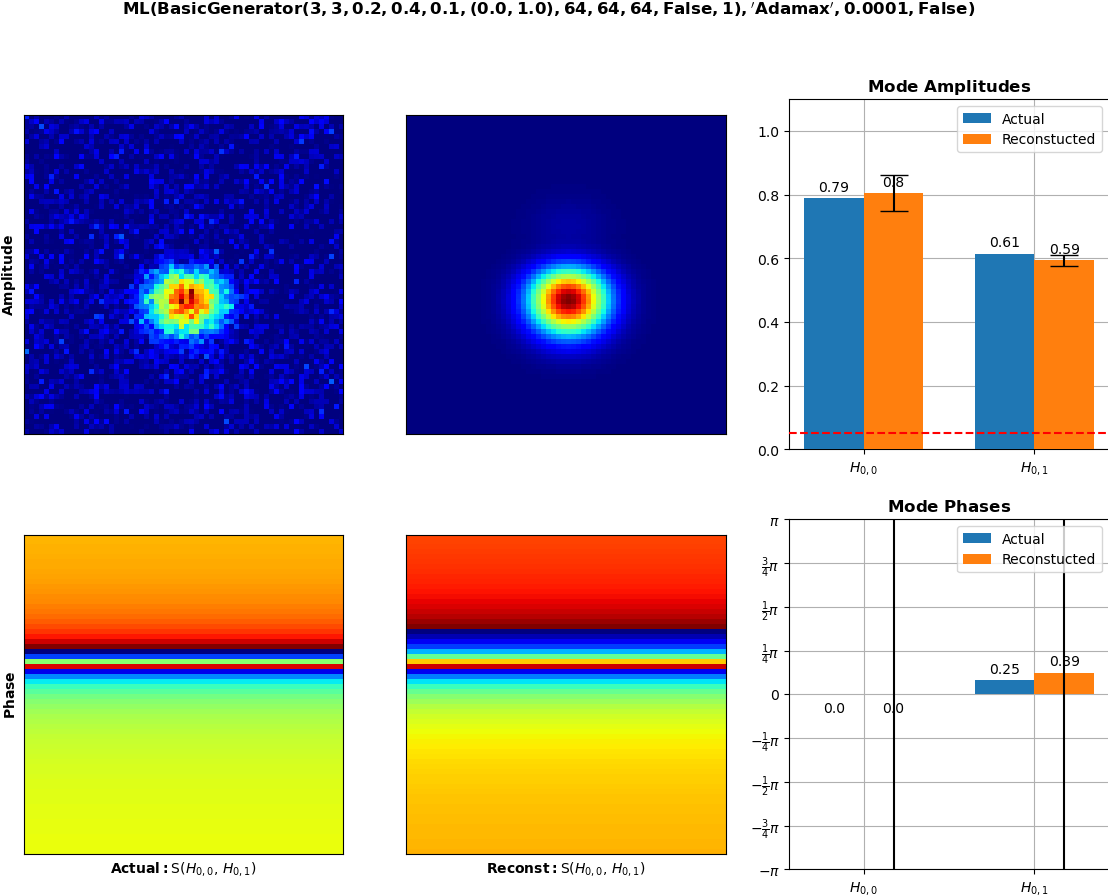 ML(BasicGenerator(3, 3, 0.2, 0.4, 0.1, (0.0, 1.0), 64, 64, 64, False, 1), ′Adamax′, 0.0001, False)
Mode Amplitudes
Actual
Reconstucted
1.0
0.8
0.6
0.4
0.2
0.0
0.79
0.8
0.61
0.59
H0,0
H0,1
Amplitude
Mode Phases
Actual
Reconstucted
π
3/4π
1/2π
1/4π
0
−1/4π
−1/2π
−3/4π
−π
0.0
0.0
0.25
0.39
H0,0
H0,1
Phase
Actual: S(H0,0, H0,1)
Reconst: S(H0,0, H0,1)